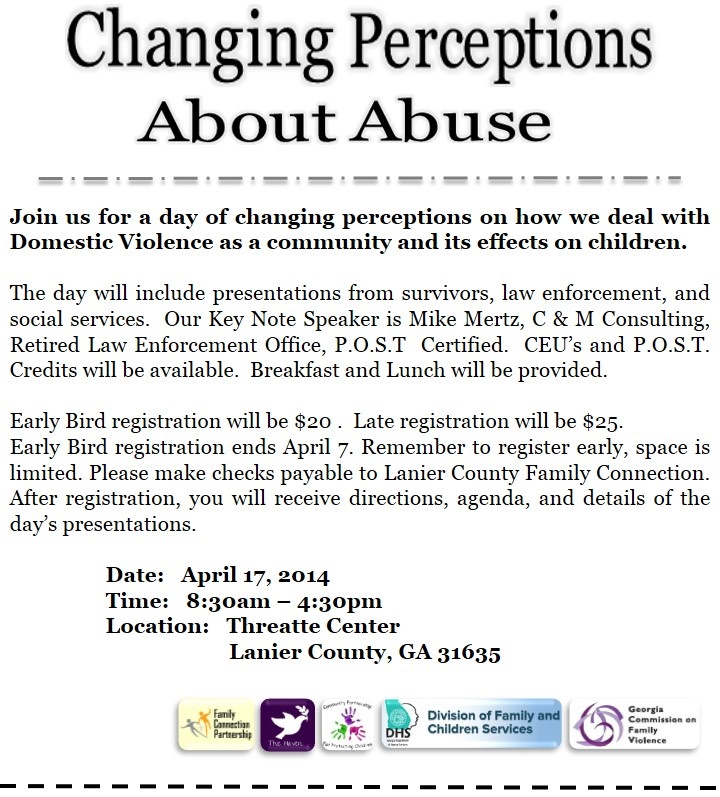 Changing Perceptions
About Abuse
Join us for a day of changing perceptions on how we deal with
Domestic Violence as a community and its effects on children.
The day will include presentations from survivors, law enforcement, and
social services.  Our Key Note Speaker is Mike Mertz, C & M Consulting,
Retired Law Enforcement Office, P.O.S.T  Certified.  CEU's and P.O.S.T.
Credits will be available.  Breakfast and Lunch will be provided.
Early Bird registration will be $20 .  Late registration will be $25.
Early Bird registration ends April 7. Remember to register early, space is
limited. Please make checks payable to Lanier County Family Connection.
After registration, you will receive directions, agenda, and details of the
day's presentations.
Date:   April 17, 2014
Time:   8:30am – 4:30pm
Location:   Threatte Center
Lanier County, GA 31635
Family
Connection
Partnership
The Haven
Community Partnership
For Protecting Children
DHS
Division of Family and
Children Services
Georgia
Commission on
Family
Violence